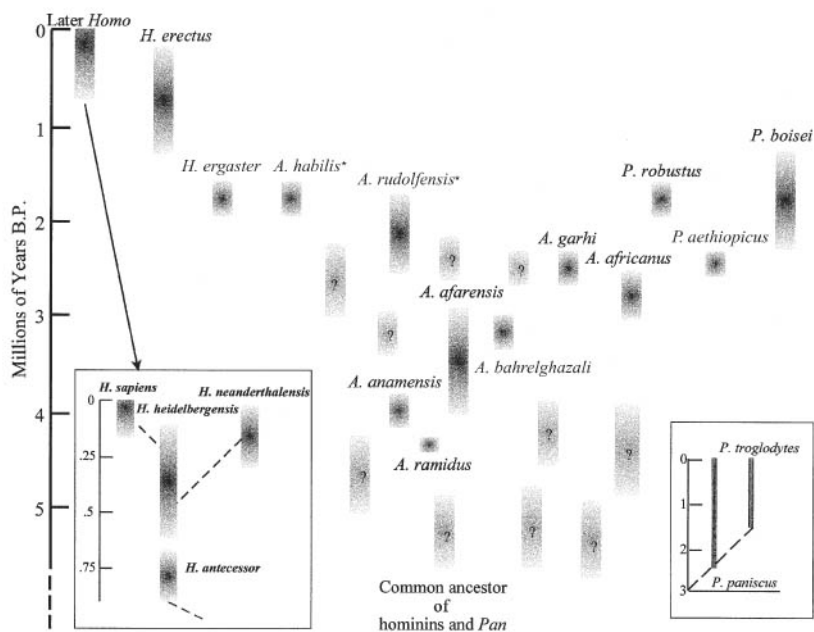 Later Homo
H. erectus
H. ergaster
A. habilis*
A. rudolfensis*
P. robustus
P. boisei
A. garhi
A. africanus
P. aethiopicus
A. afarensis
A. bahrelghazali
A. anamensis
A. ramidus
?
?
?
?
?
?
?
?
?
?
Millions of Years B.P.
0
1
2
3
4
5
H. sapiens
H. heidelbergensis
H. neanderthalensis
H. antecessor
0
.25
.5
.75
P. troglodytes
P. paniscus
0
1
2
3
Common ancestor
of
hominins and Pan